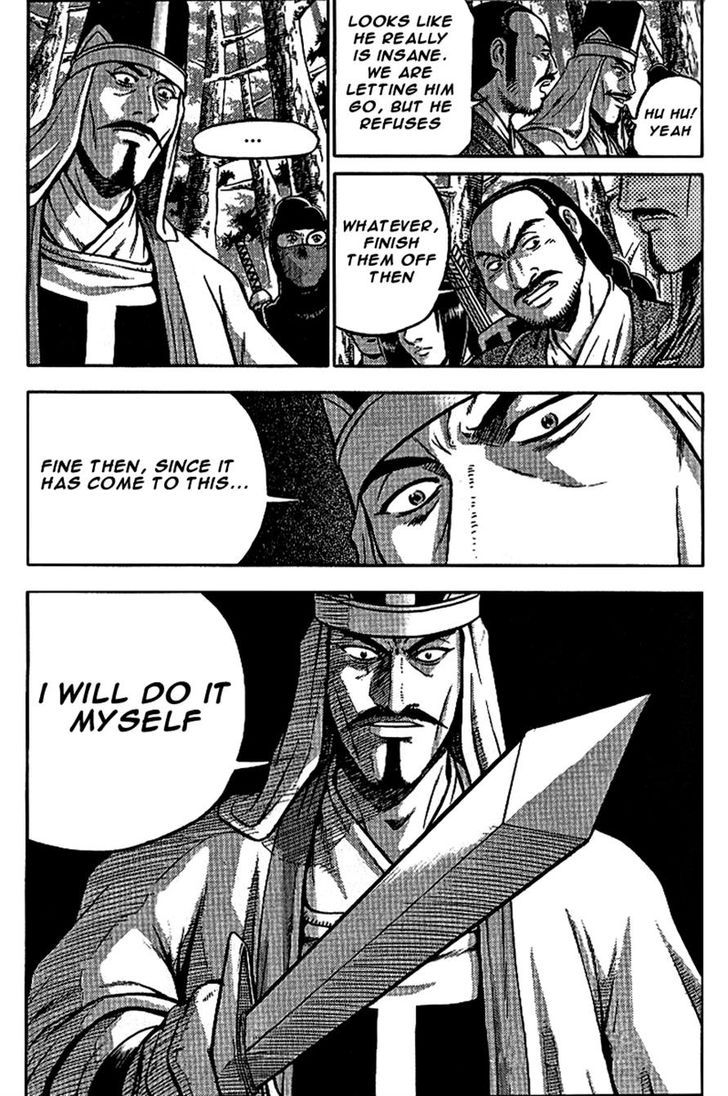 ...
LOOKS LIKE
HE REALLY
IS INSANE.
WE ARE
LETTING HIM
GO, BUT HE
REFUSES
HU HU!
YEAH
WHATEVER,
FINISH
THEM OFF
THEN
FINE THEN, SINCE IT
HAS COME TO THIS...
I WILL DO IT
MYSELF